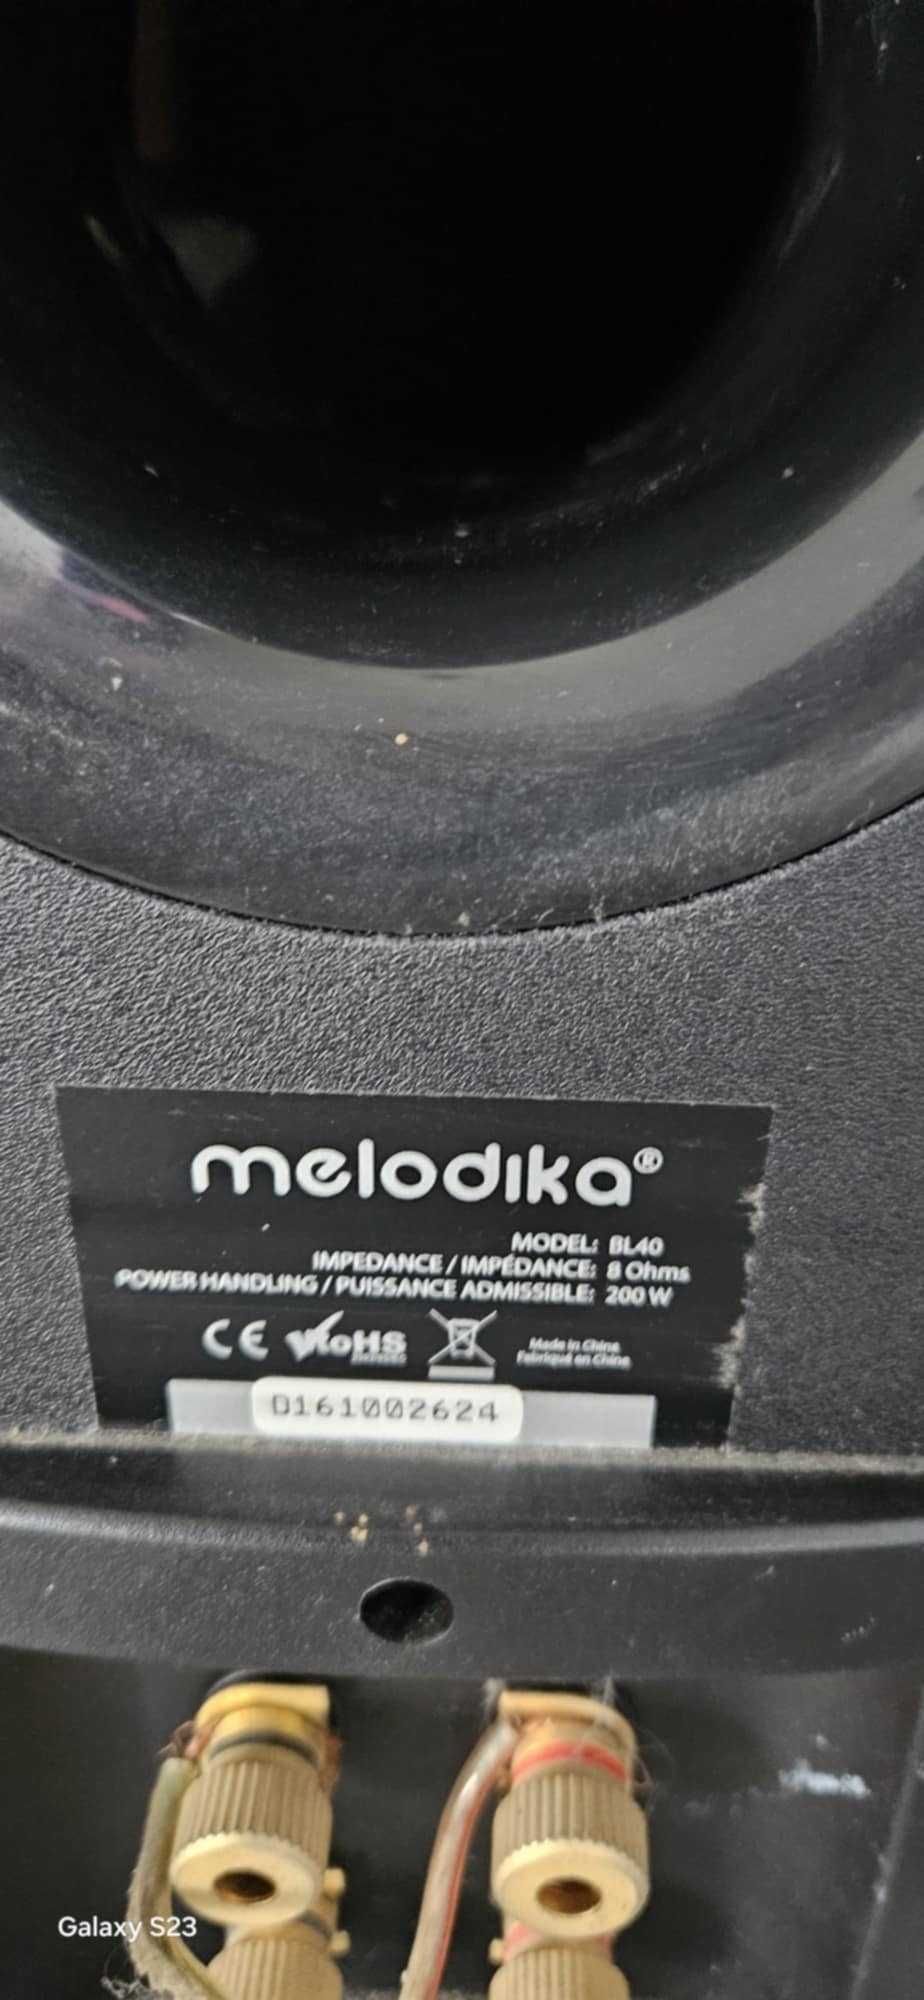 melodika®
MODEL: BL40
IMPEDANCE / IMPÉDANCE: 8 Ohms
POWER HANDLING / PUISSANCE ADMISSIBLE: 200 W
CE RoHS
Made in China
Fabriqué en Chine
D161002624
Galaxy S23